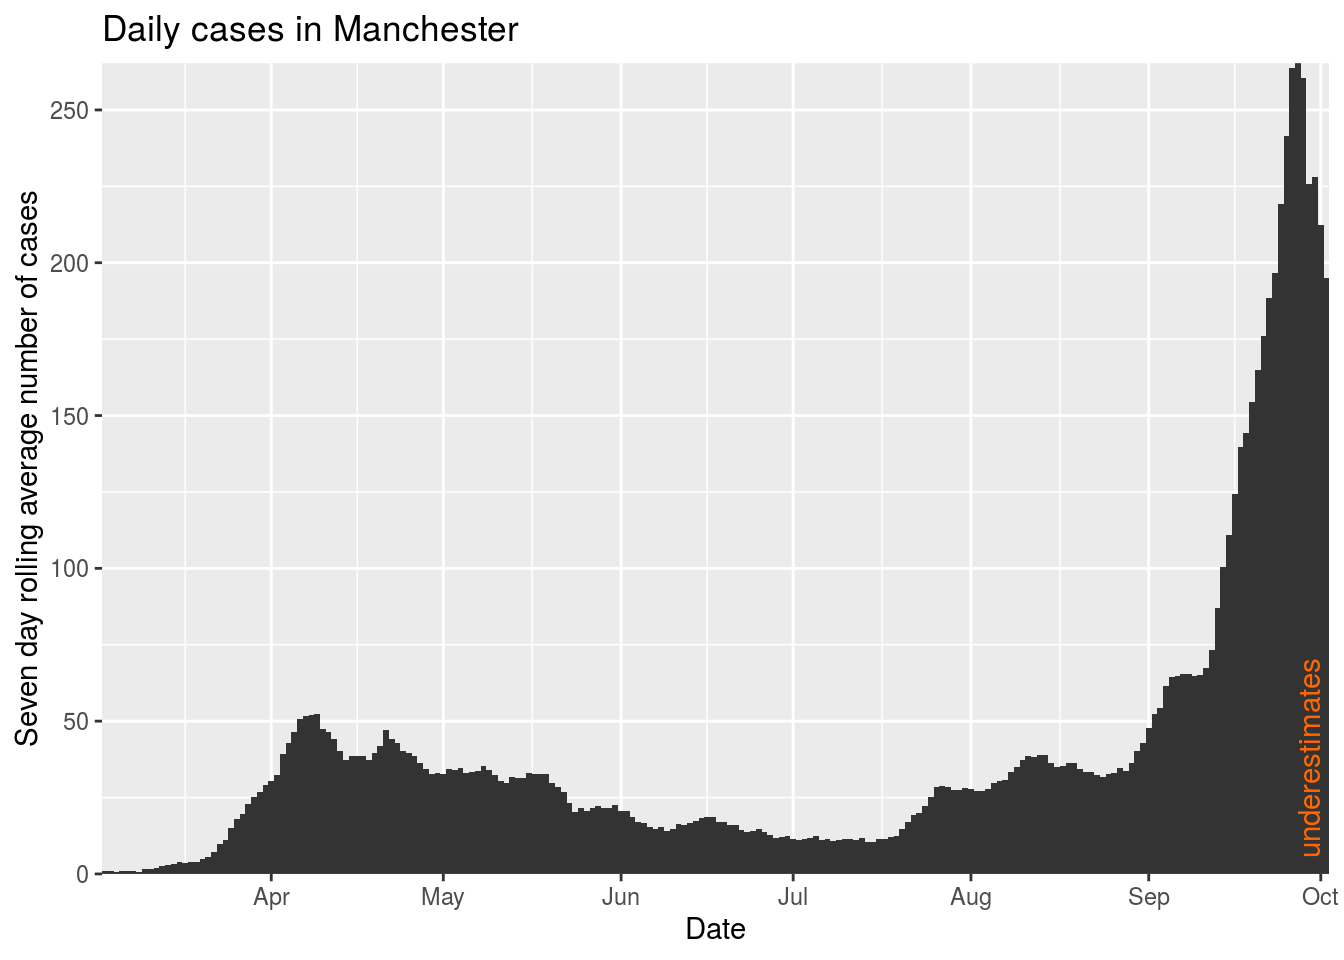 Daily cases in Manchester
Seven day rolling average number of cases
250
200
150
100
50
0
underestimates
Apr May Jun Jul Aug Sep Oct
Date